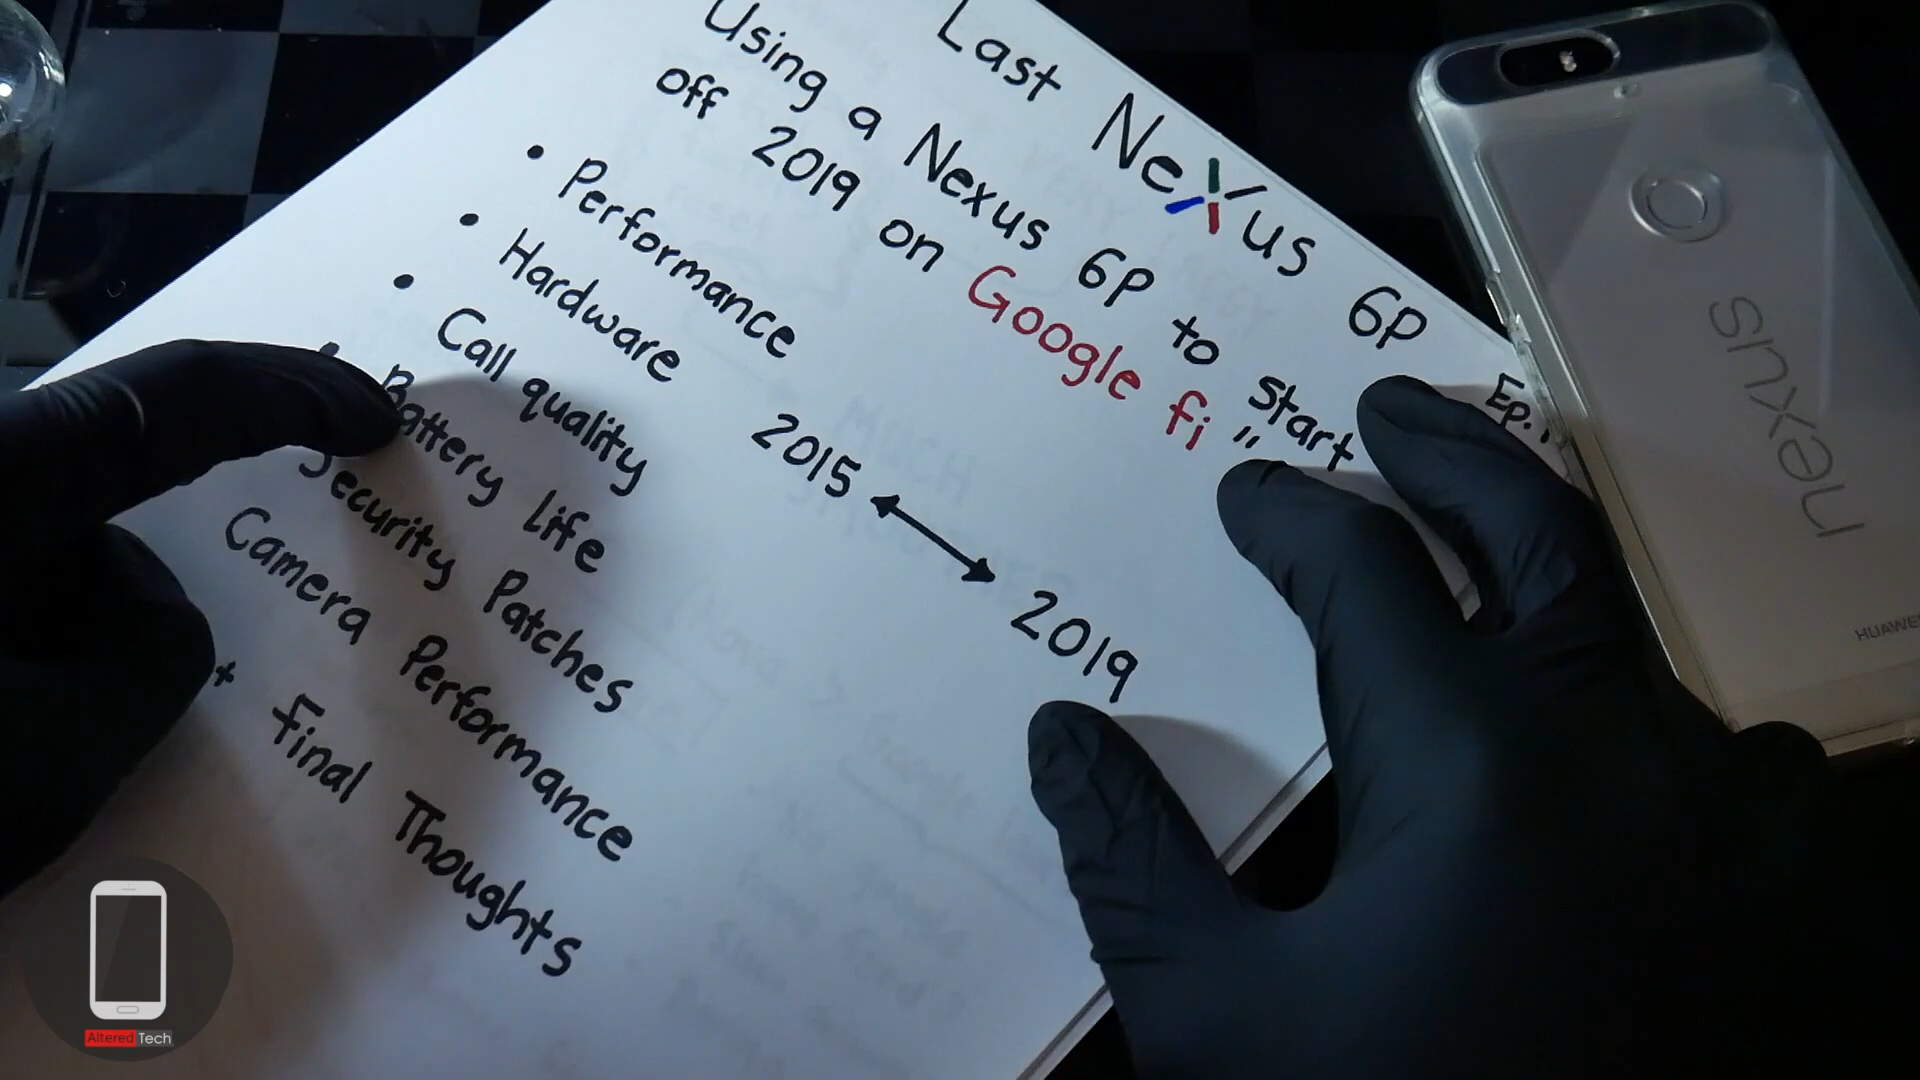 Last Nexus 6P
Using a Nexus 6P to start
off 2019 on Google fi "
Ep.
• Performance
• Hardware
• Call quality
• Battery Life
Security Patches
Camera Performance
+ Final Thoughts
2015 ↔ 2019
nexus
HUAWEI
Altered Tech